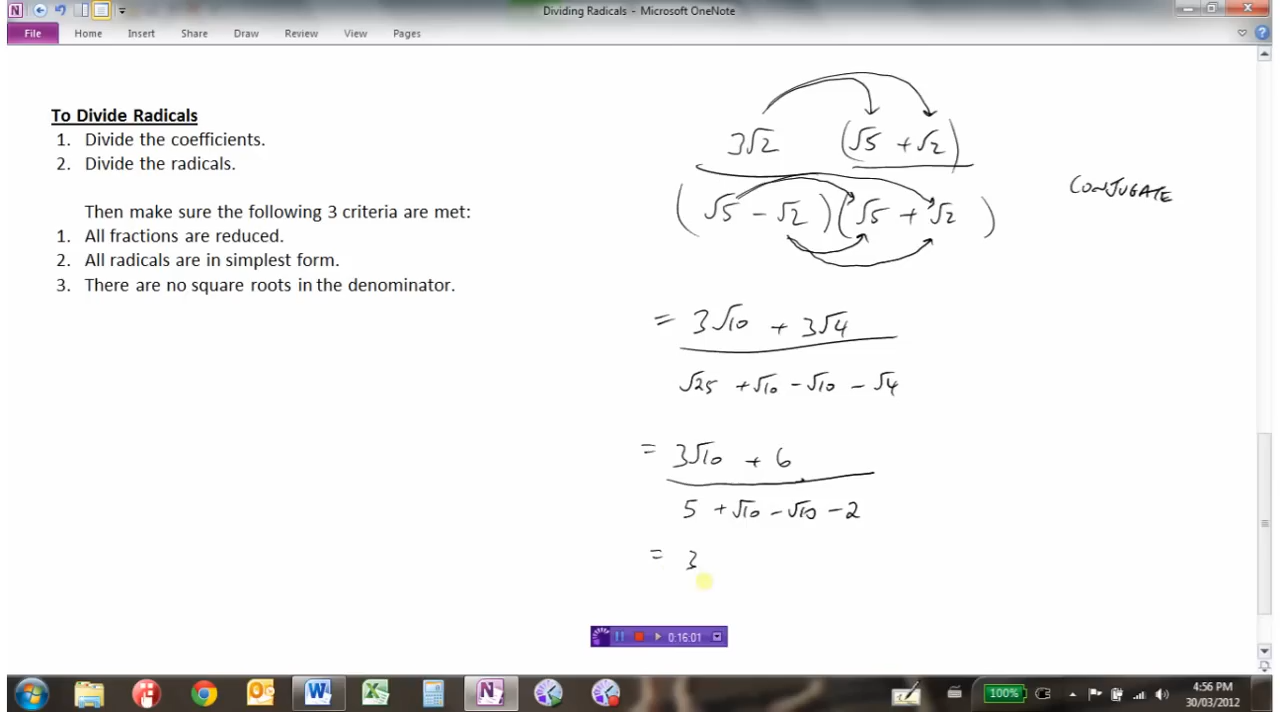 Dividing Radicals - Microsoft OneNote
File Home Insert Share Draw Review View Pages
To Divide Radicals
1. Divide the coefficients.
2. Divide the radicals.
Then make sure the following 3 criteria are met:
1. All fractions are reduced.
2. All radicals are in simplest form.
3. There are no square roots in the denominator.
3√2 (√5 + √2)
(√5 - √2)(√5 + √2)
CONJUGATE
= 3√10 + 3√4
√25 + √10 - √10 - √4
= 3√10 + 6
5 + √10 - √10 - 2
= 3
0:16:01
100%
4:56 PM
30/03/2012